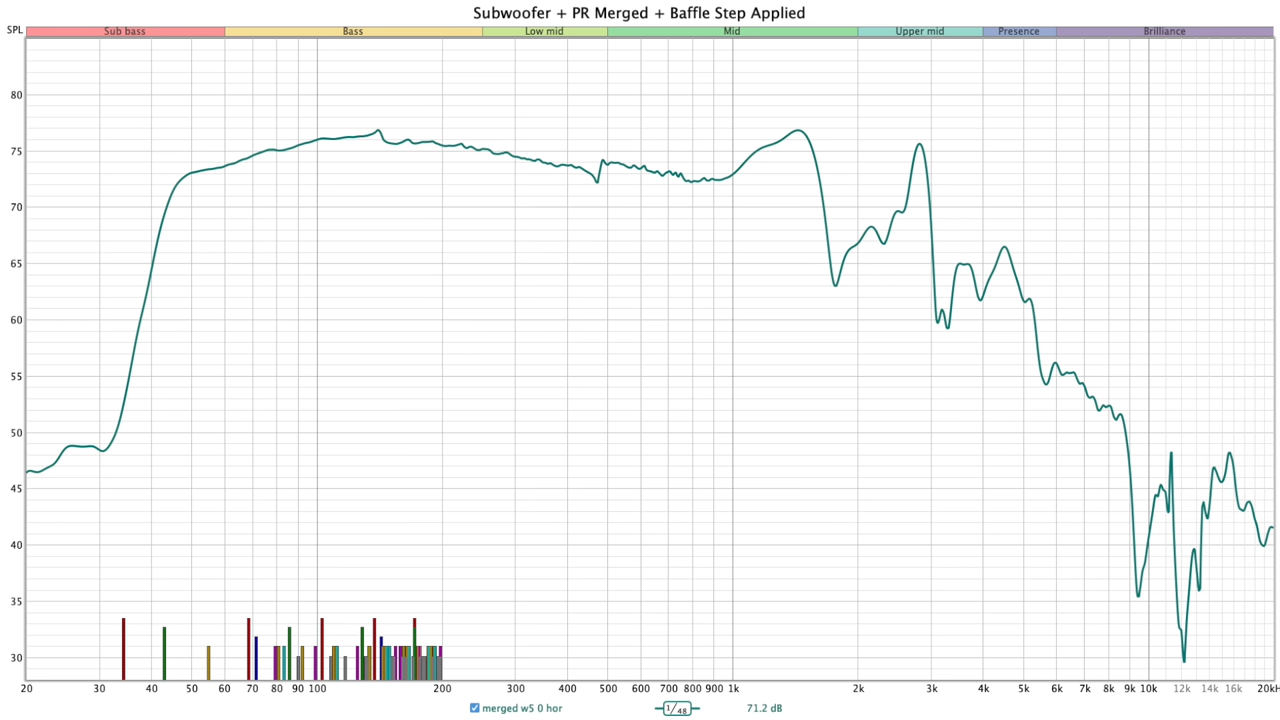 Subwoofer + PR Merged + Baffle Step Applied
SPL Sub bass Bass Low mid Mid Upper mid Presence Brilliance
80
75
70
65
60
55
50
45
40
35
30
20 30 40 50 60 70 80 90 100 200 300 400 500 600 700 800 900 1k 2k 3k 4k 5k 6k 7k 8k 9k 10k 12k 14k 16k 20kH
merged w5 0 hor 1/48 71.2 dB